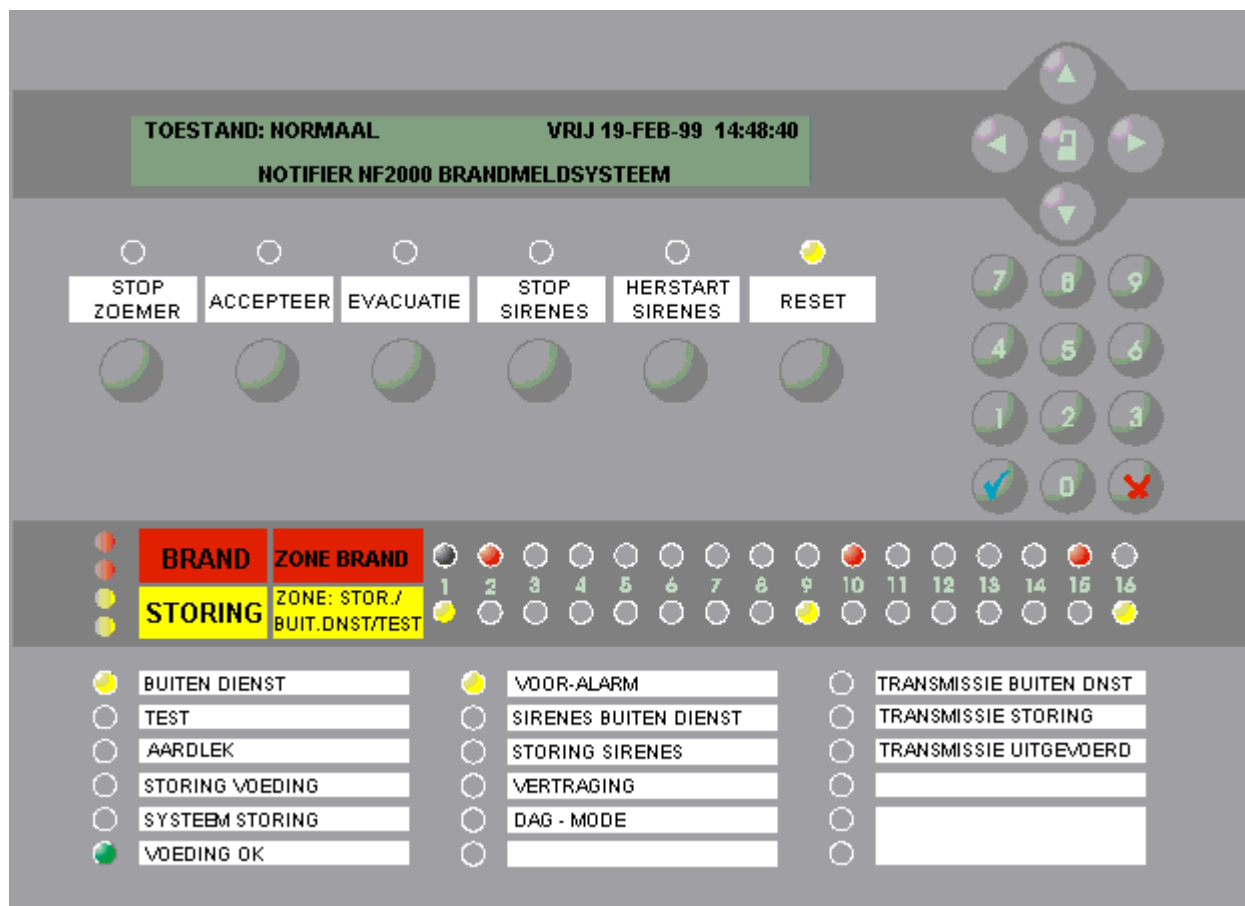 TOESTAND: NORMAAL VRIJ 19-FEB-99 14:48:40
NOTIFIER NF2000 BRANDMELDSYSTEEM
STOP ZOEMER
ACCEPTEER
EVACUATIE
STOP SIRENES
HERSTART SIRENES
RESET
7 8 9
4 5 6
1 2 3
0
BRAND
ZONE BRAND
1 2 3 4 5 6 7 8 9 10 11 12 13 14 15 16
STORING
ZONE: STOR./
BUIT.DNST/TEST
BUITEN DIENST
TEST
AARDLEK
STORING VOEDING
SYSTEEM STORING
VOEDING OK
VOOR-ALARM
SIRENES BUITEN DIENST
STORING SIRENES
VERTRAGING
DAG - MODE
TRANSMISSIE BUITEN DNST
TRANSMISSIE STORING
TRANSMISSIE UITGEVOERD